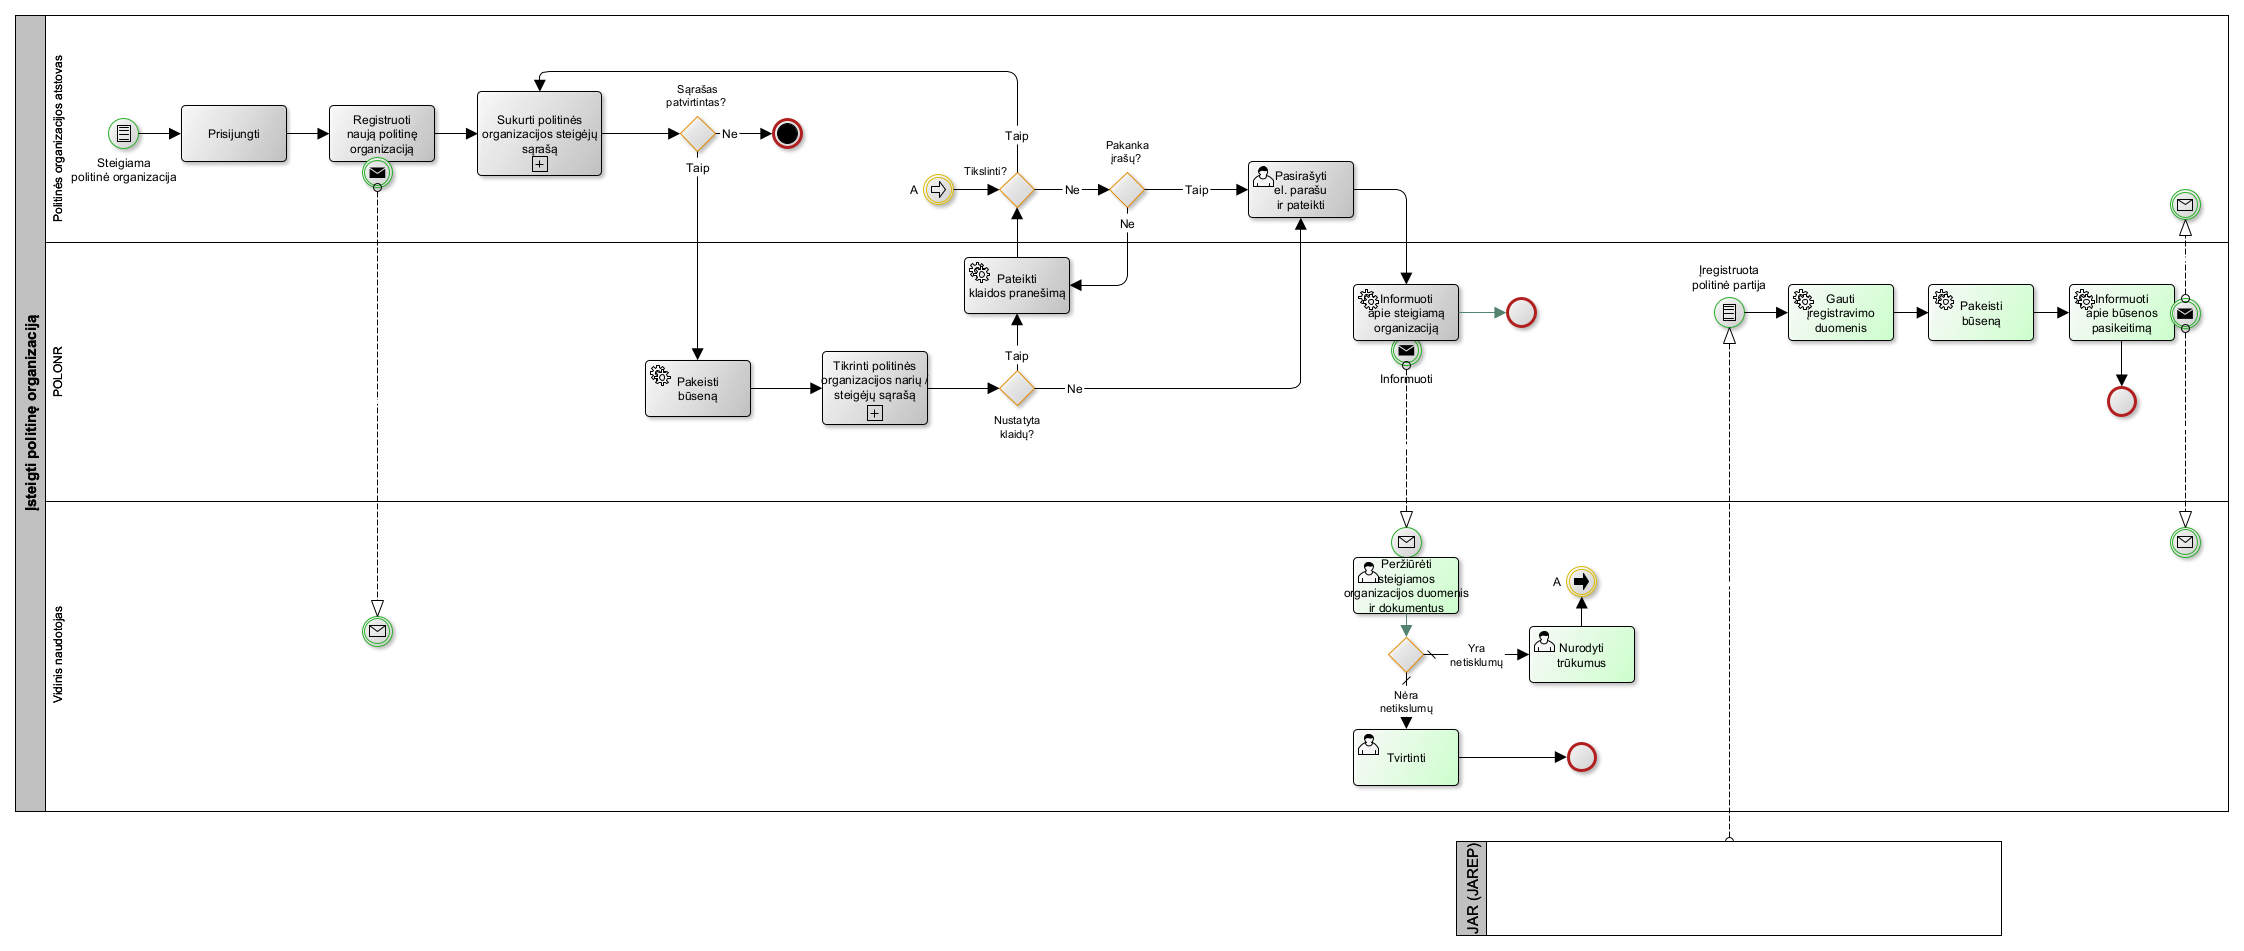 Įsteigti politinę organizaciją
Politinės organizacijos atstovas
Steigiama
politinė organizacija
Prisijungti
Registruoti
naują politinę
organizaciją
Sukurti politinės
organizacijos steigėjų
sąrašą
Sąrašas
patvirtintas?
Ne
Taip
A
Tikslinti?
Taip
Ne
Pakanka
įrašų?
Taip
Ne
Pasirašyti
el. parašu
ir pateikti
POLONR
Pakeisti
būseną
Tikrinti politinės
organizacijos narių /
steigėjų sąrašą
Pateikti
klaidos pranešimą
Taip
Ne
Nustatyta
klaidų?
Informuoti
apie steigiamą
organizaciją
Informuoti
Įregistruota
politinė partija
Gauti
įregistravimo
duomenis
Pakeisti
būseną
Informuoti
apie būsenos
pasikeitimą
Vidinis naudotojas
Peržiūrėti
steigiamos
organizacijos duomenis
ir dokumentus
Yra
netisklumų
Nurodyti
trūkumus
A
Nėra
netikslumų
Tvirtinti
JAR (JAREP)